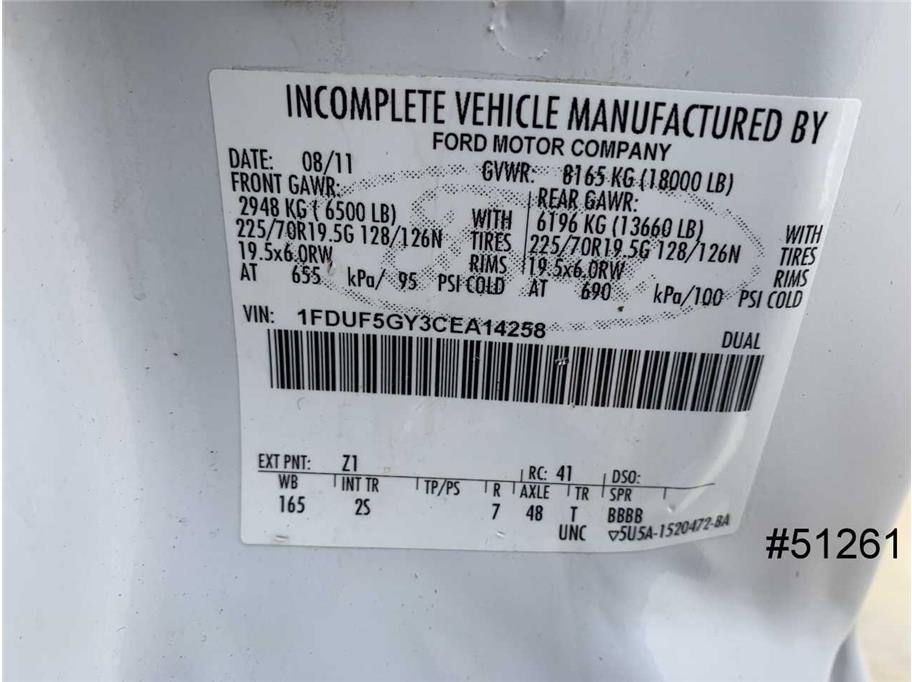 INCOMPLETE VEHICLE MANUFACTURED BY
FORD MOTOR COMPANY
DATE: 08/11 GVWR: 8165 KG (18000 LB)
FRONT GAWR: REAR GAWR:
2948 KG ( 6500 LB) WITH 6196 KG (13660 LB) WITH
225/70R19.5G 128/126N TIRES 225/70R19.5G 128/126N TIRES
19.5x6.0RW RIMS 19.5x6.0RW RIMS
AT 655 kPa/ 95 PSI COLD AT 690 kPa/100 PSI COLD
VIN: 1FDUF5GY3CEA14258 DUAL
EXT PNT: Z1 RC: 41 DSO:
WB INT TR TP/PS R AXLE TR SPR
165 2S 7 48 T BBBB
UNC ▽5U5A-1520472-BA
#51261